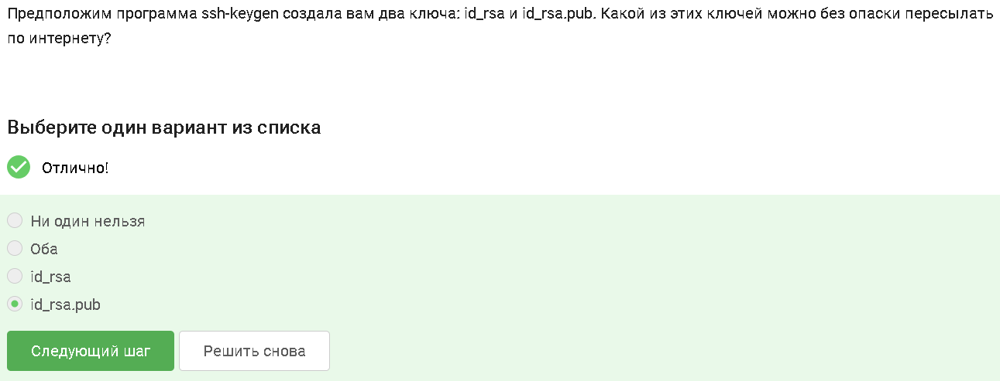 Предположим программа ssh-keygen создала вам два ключа: id_rsa и id_rsa.pub. Какой из этих ключей можно без опаски пересылать
по интернету?
Выберите один вариант из списка
Отлично!
Ни один нельзя
Оба
id_rsa
id_rsa.pub
Следующий шаг
Решить снова